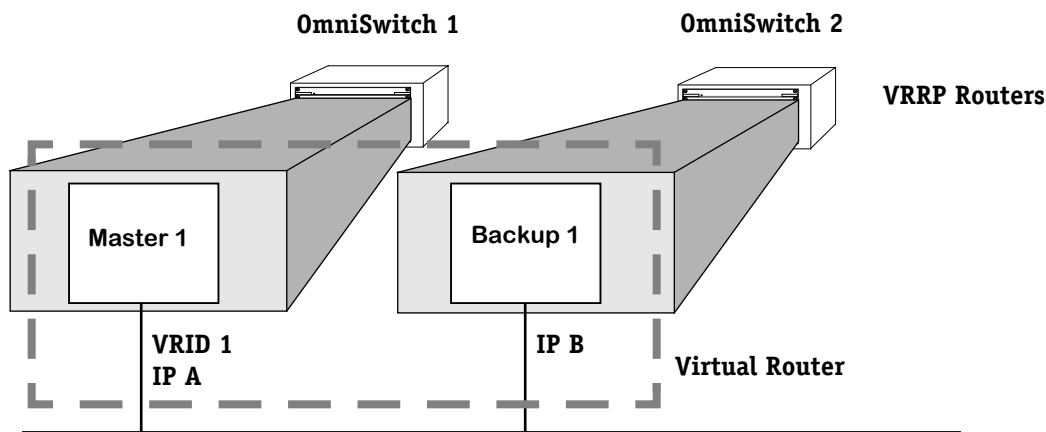 OmniSwitch 1
OmniSwitch 2
VRRP Routers
Master 1
Backup 1
VRID 1
IP A
IP B
Virtual Router